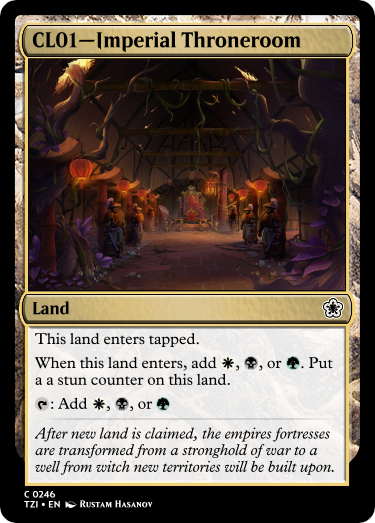 CL01—Imperial Throneroom
Land
This land enters tapped.
When this land enters, add , , or . Put
a a stun counter on this land.
: Add , , or
After new land is claimed, the empires fortresses
are transformed from a stronghold of war to a
well from witch new territories will be built upon.
C 0246
TZI • EN Rustam Hasanov